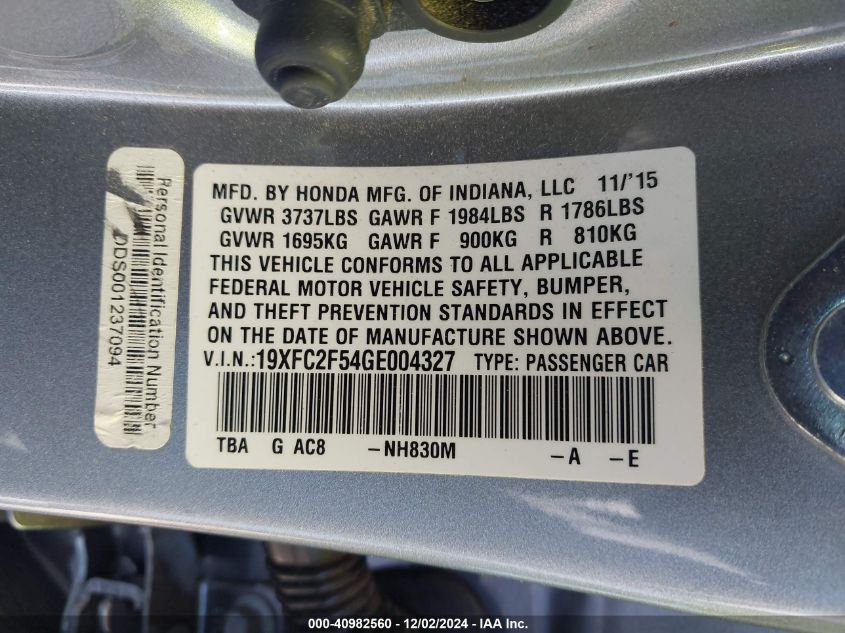 Personal Identification Number
DDS001237094
MFD. BY HONDA MFG. OF INDIANA, LLC 11/'15
GVWR 3737LBS GAWR F 1984LBS R 1786LBS
GVWR 1695KG GAWR F 900KG R 810KG
THIS VEHICLE CONFORMS TO ALL APPLICABLE
FEDERAL MOTOR VEHICLE SAFETY, BUMPER,
AND THEFT PREVENTION STANDARDS IN EFFECT
ON THE DATE OF MANUFACTURE SHOWN ABOVE.
V.I.N.:19XFC2F54GE004327 TYPE: PASSENGER CAR
TBA G AC8 -NH830M -A -E
000-40982560 - 12/02/2024 - IAA Inc.